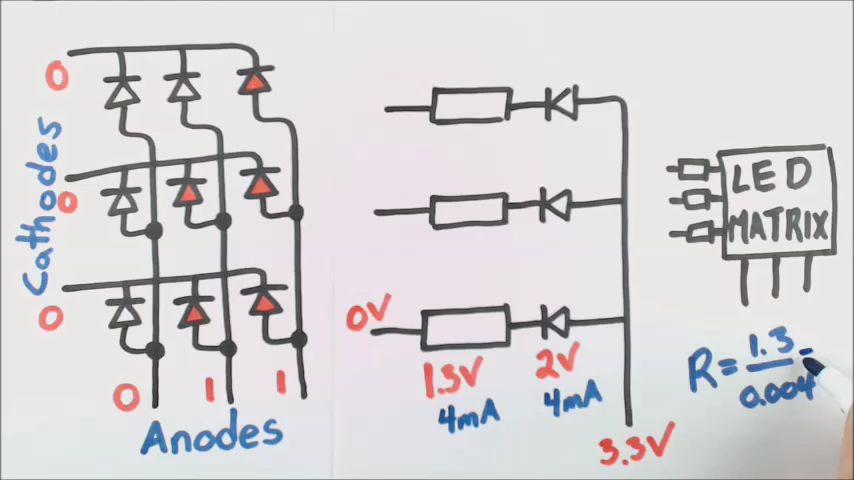 Cathodes
0
0
0
0 1 1
Anodes
0V
1.3V 2V
4mA 4mA
3.3V
LED
MATRIX
R = 1.3 =
0.004